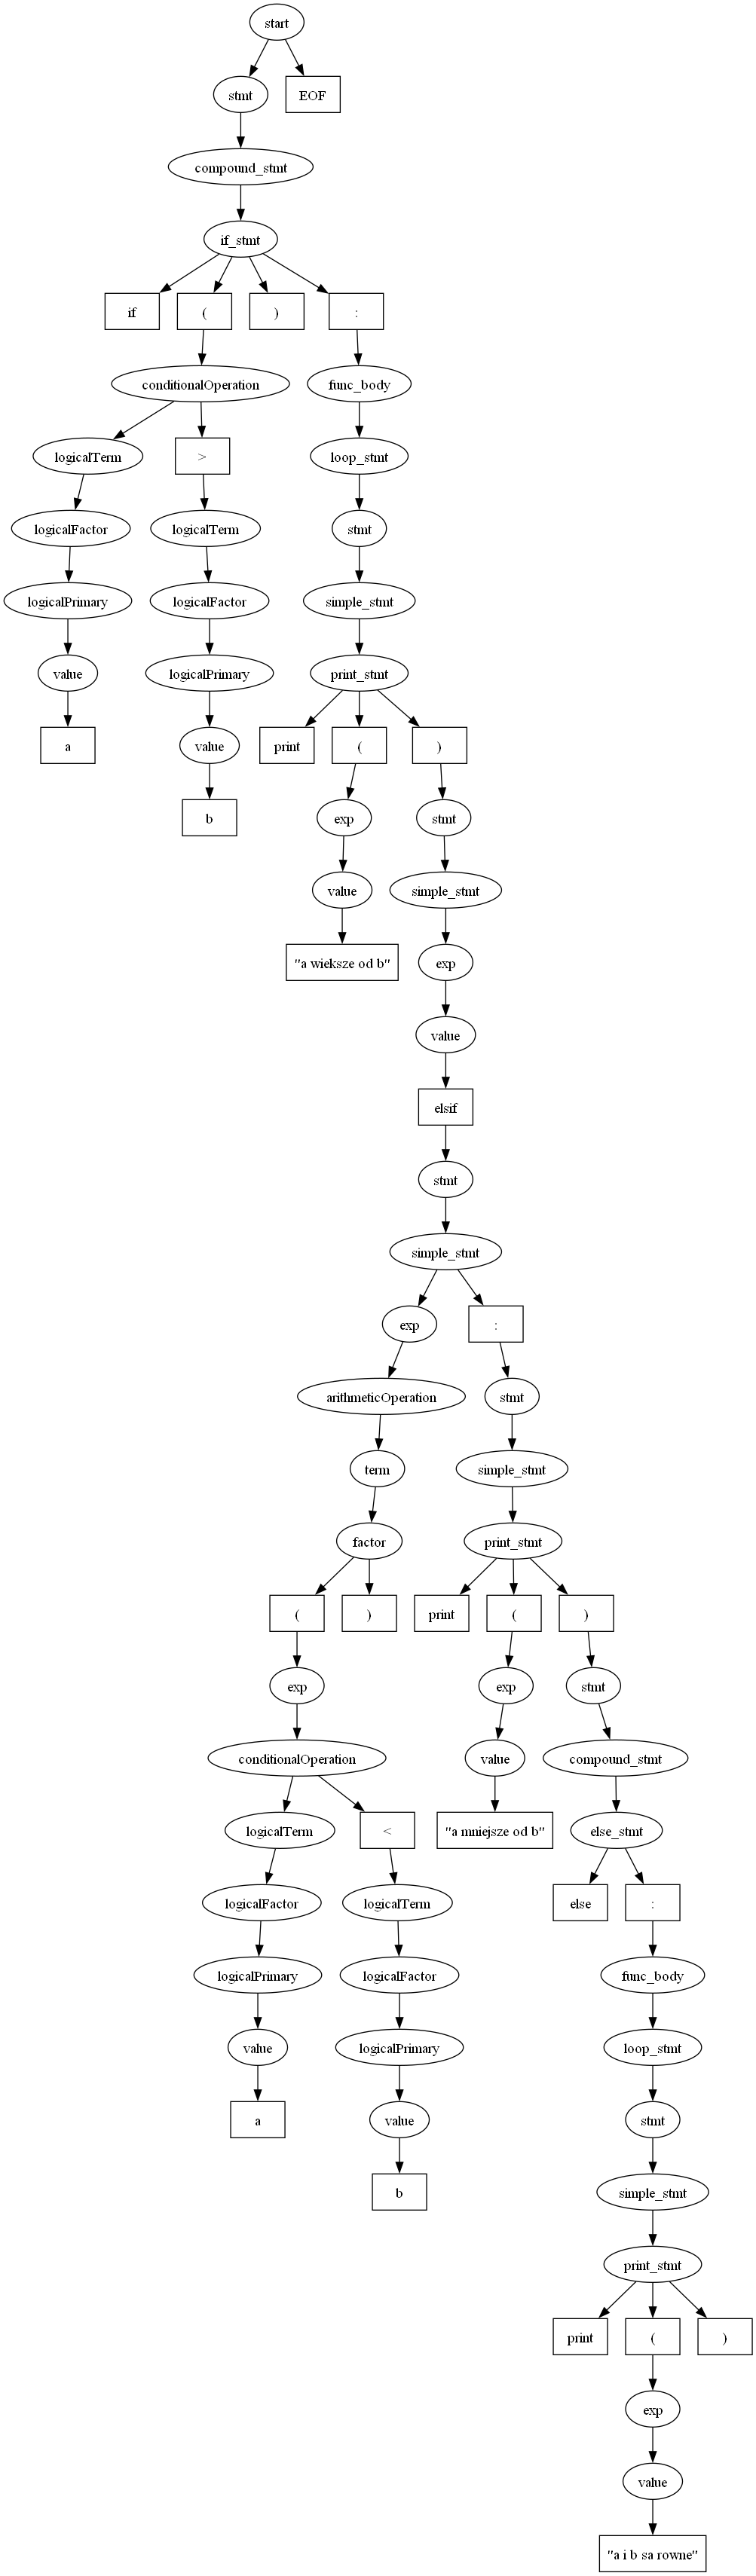 start
stmt EOF
compound_stmt
if_stmt
if ( ) :
conditionalOperation func_body
logicalTerm > loop_stmt
logicalFactor logicalTerm stmt
logicalPrimary logicalFactor simple_stmt
value logicalPrimary print_stmt
a value print ( )
b exp stmt
value simple_stmt
"a wieksze od b" exp
value
elsif
stmt
simple_stmt
exp :
arithmeticOperation stmt
term simple_stmt
factor print_stmt
( ) print ( )
exp exp stmt
conditionalOperation value compound_stmt
logicalTerm < "a mniejsze od b" else_stmt
logicalFactor logicalTerm else :
logicalPrimary logicalFactor func_body
value logicalPrimary loop_stmt
a value stmt
b simple_stmt
print_stmt
print ( )
exp
value
"a i b sa rowne"